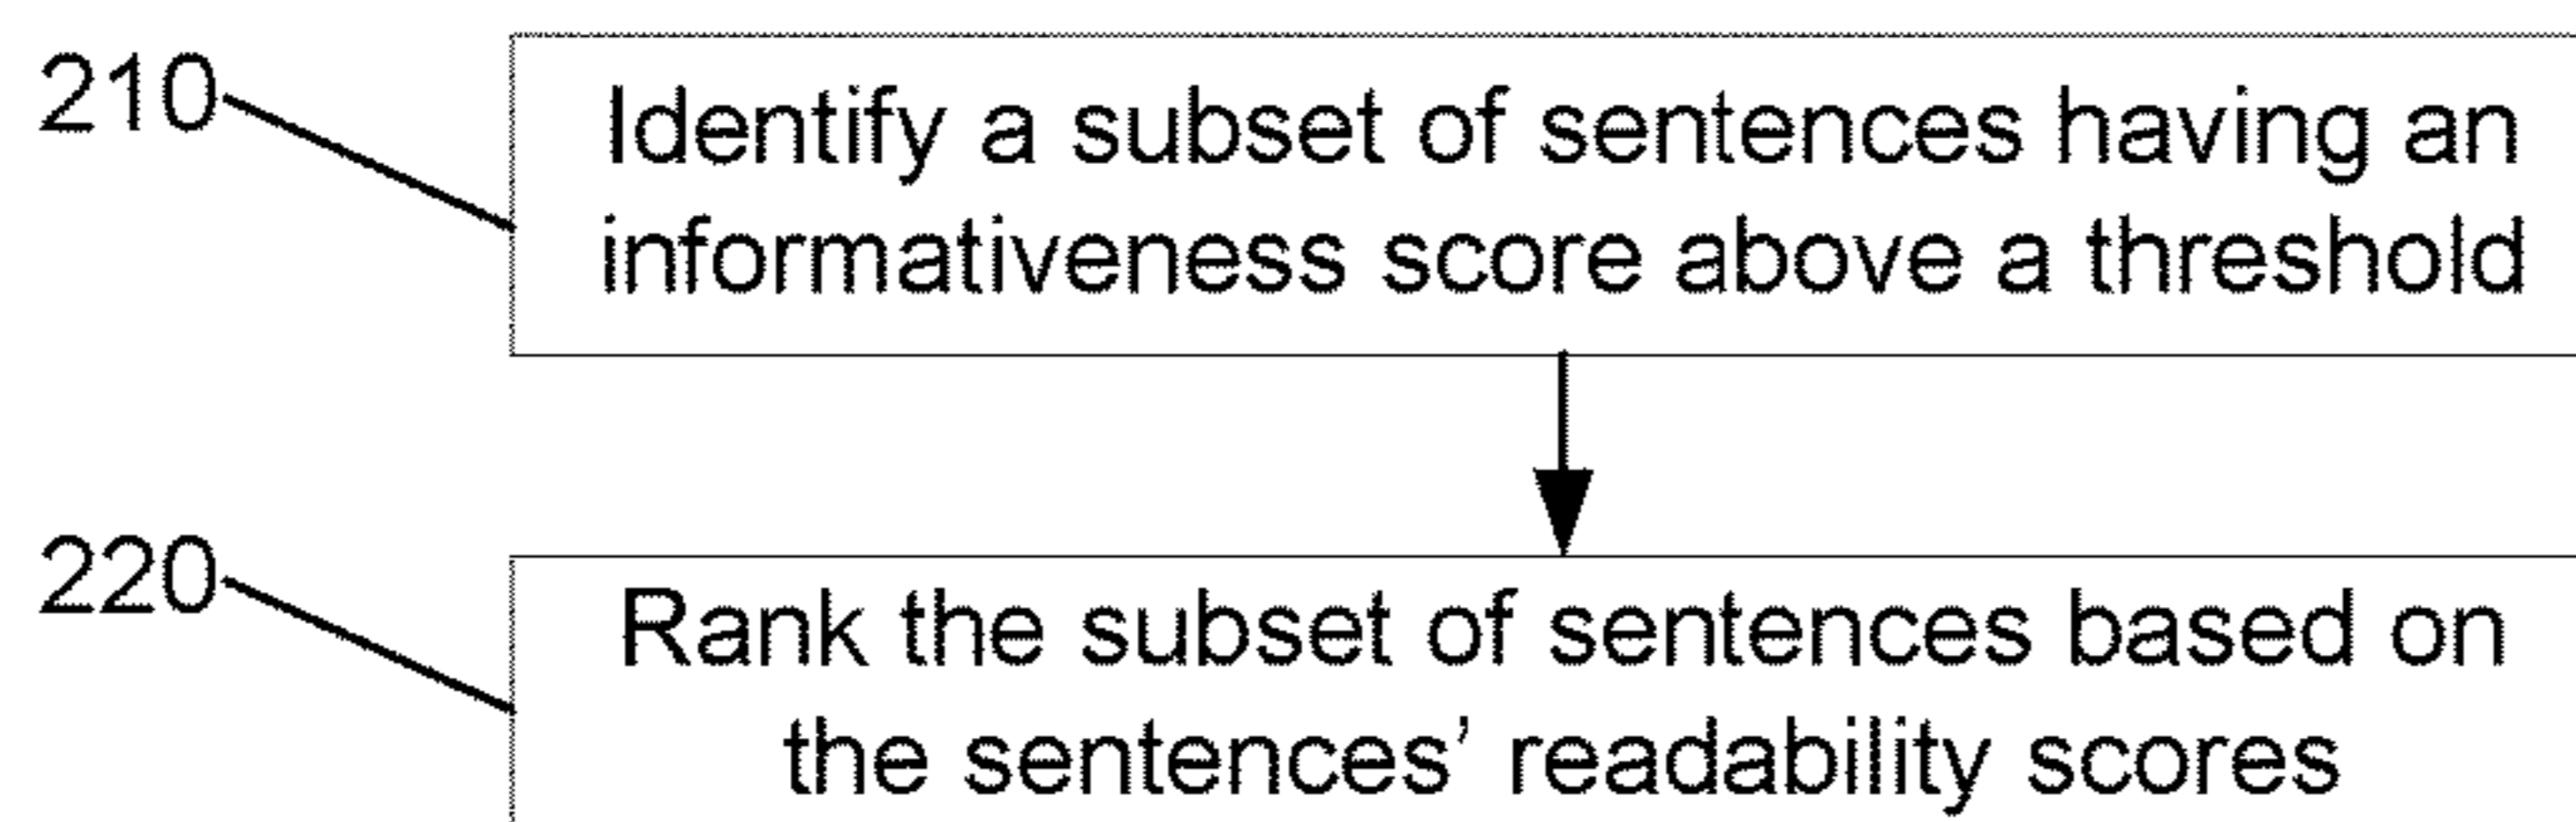 210
Identify a subset of sentences having an
informativeness score above a threshold
220
Rank the subset of sentences based on
the sentences’ readability scores